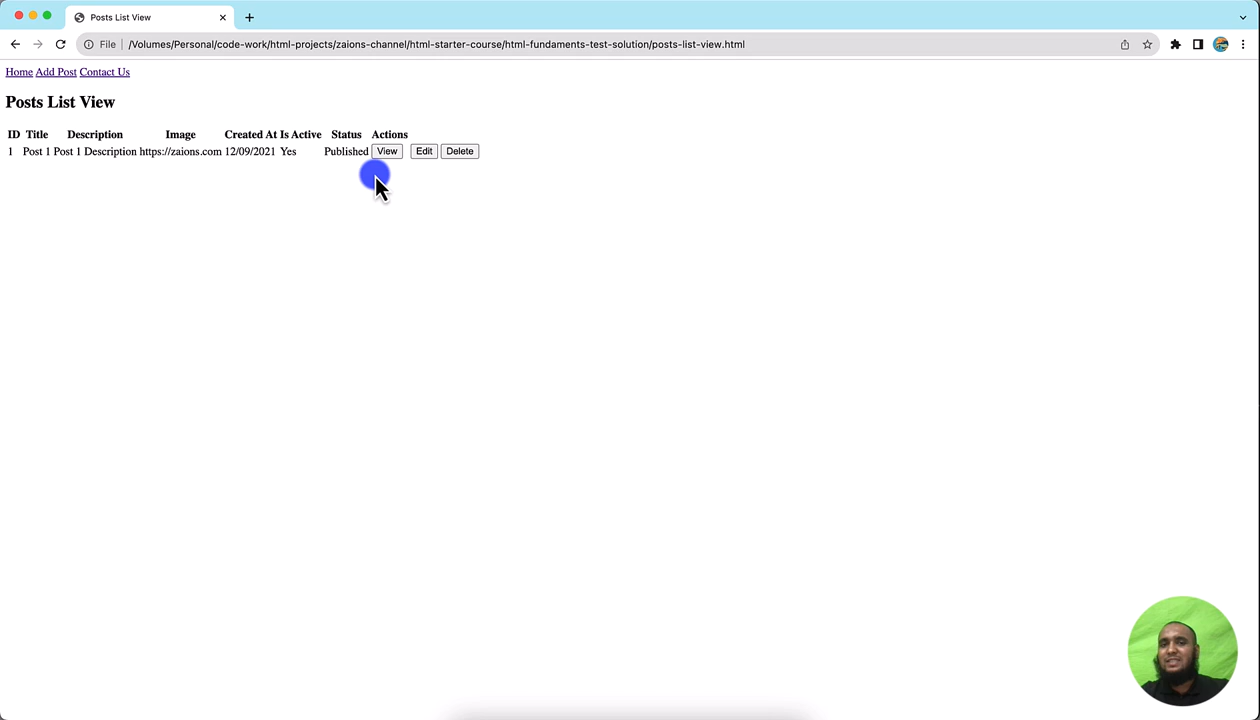 Posts List View
File /Volumes/Personal/code-work/html-projects/zaions-channel/html-starter-course/html-fundaments-test-solution/posts-list-view.html
Home Add Post Contact Us
Posts List View
ID Title Description Image Created At Is Active Status Actions
1 Post 1 Post 1 Description https://zaions.com 12/09/2021 Yes Published View Edit Delete